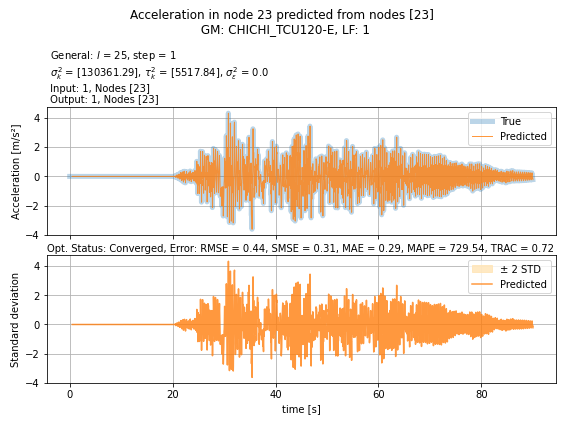 Acceleration in node 23 predicted from nodes [23]
GM: CHICHI_TCU120-E, LF: 1
General: l = 25, step = 1
σ²ₖ = [130361.29], τ²ₖ = [5517.84], σ²ε = 0.0
Input: 1, Nodes [23]
Output: 1, Nodes [23]
Acceleration [m/s²]
4
2
0
−2
−4
True
Predicted
Opt. Status: Converged, Error: RMSE = 0.44, SMSE = 0.31, MAE = 0.29, MAPE = 729.54, TRAC = 0.72
Standard deviation
4
2
0
−2
−4
± 2 STD
Predicted
0 20 40 60 80
time [s]